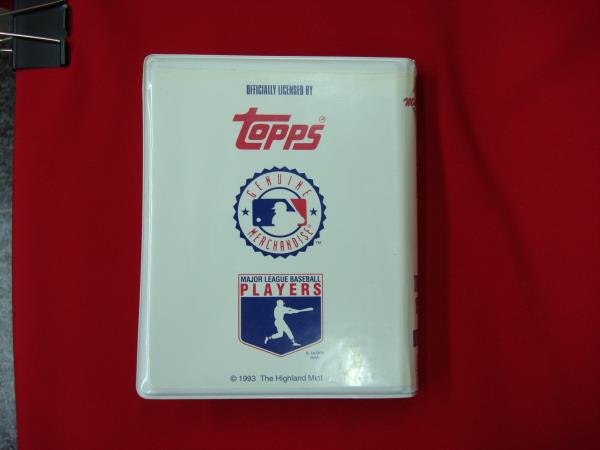 OFFICIALLY LICENSED BY
Topps
GENUINE
MERCHANDISE
MAJOR LEAGUE BASEBALL
PLAYERS
© 1993 The Highland Mint